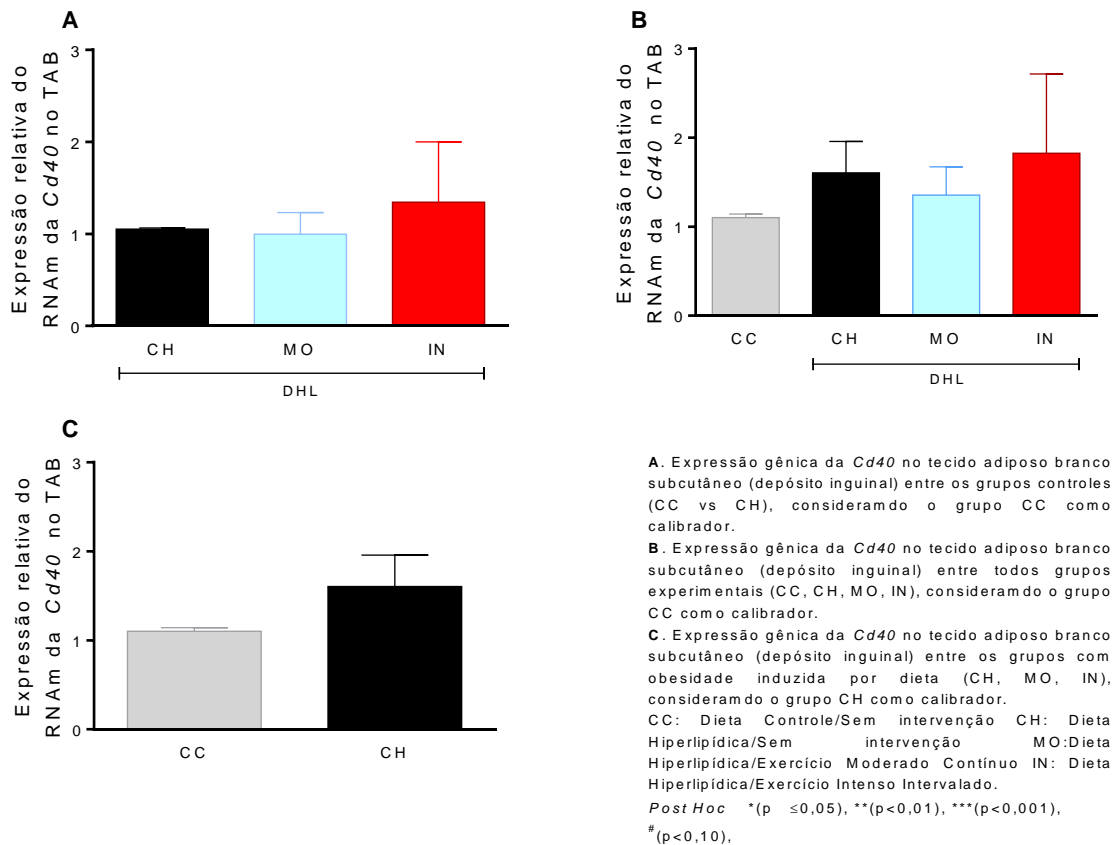 A
Expressão relativa do
RNAm da Cd40 no TAB
3
2
1
0
CH MO IN
DHL
B
Expressão relativa do
RNAm da Cd40 no TAB
3
2
1
0
CC CH MO IN
DHL
C
Expressão relativa do
RNAm da Cd40 no TAB
3
2
1
0
CC CH
A. Expressão gênica da Cd40 no tecido adiposo branco
subcutâneo (depósito inguinal) entre os grupos controles
(CC vs CH), consideramdo o grupo CC como
calibrador.
B. Expressão gênica da Cd40 no tecido adiposo branco
subcutâneo (depósito inguinal) entre todos grupos
experimentais (CC, CH, MO, IN), consideramdo o grupo
CC como calibrador.
C. Expressão gênica da Cd40 no tecido adiposo branco
subcutâneo (depósito inguinal) entre os grupos com
obesidade induzida por dieta (CH, MO, IN),
consideramdo o grupo CH como calibrador.
CC: Dieta Controle/Sem intervenção CH: Dieta
Hiperlipídica/Sem intervenção MO:Dieta
Hiperlipídica/Exercício Moderado Contínuo IN: Dieta
Hiperlipídica/Exercício Intenso Intervalado.
Post Hoc *(p ≤0,05), **(p<0,01), ***(p<0,001),
#(p<0,10),